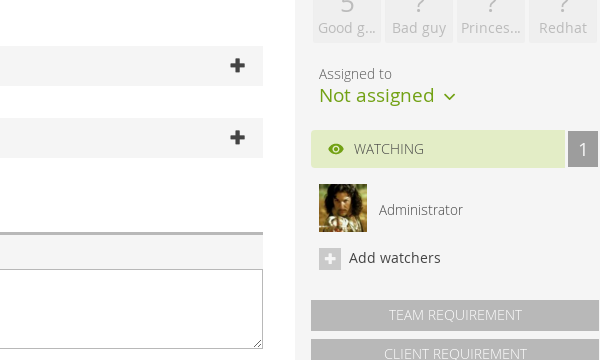 5 ? ? ?
Good g... Bad guy Princes... Redhat
Assigned to
Not assigned
WATCHING 1
Administrator
Add watchers
TEAM REQUIREMENT
CLIENT REQUIREMENT